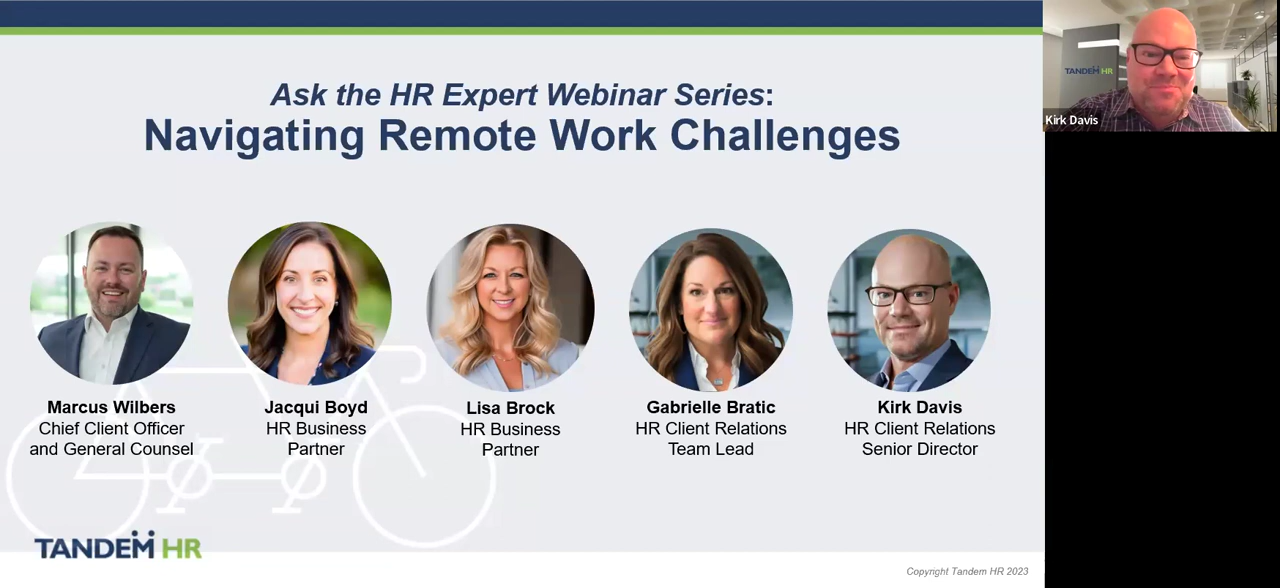 Ask the HR Expert Webinar Series:
Navigating Remote Work Challenges
TANDEM HR
Kirk Davis
Marcus Wilbers
Chief Client Officer
and General Counsel
Jacqui Boyd
HR Business
Partner
Lisa Brock
HR Business
Partner
Gabrielle Bratic
HR Client Relations
Team Lead
Kirk Davis
HR Client Relations
Senior Director
TANDEM HR
Copyright Tandem HR 2023